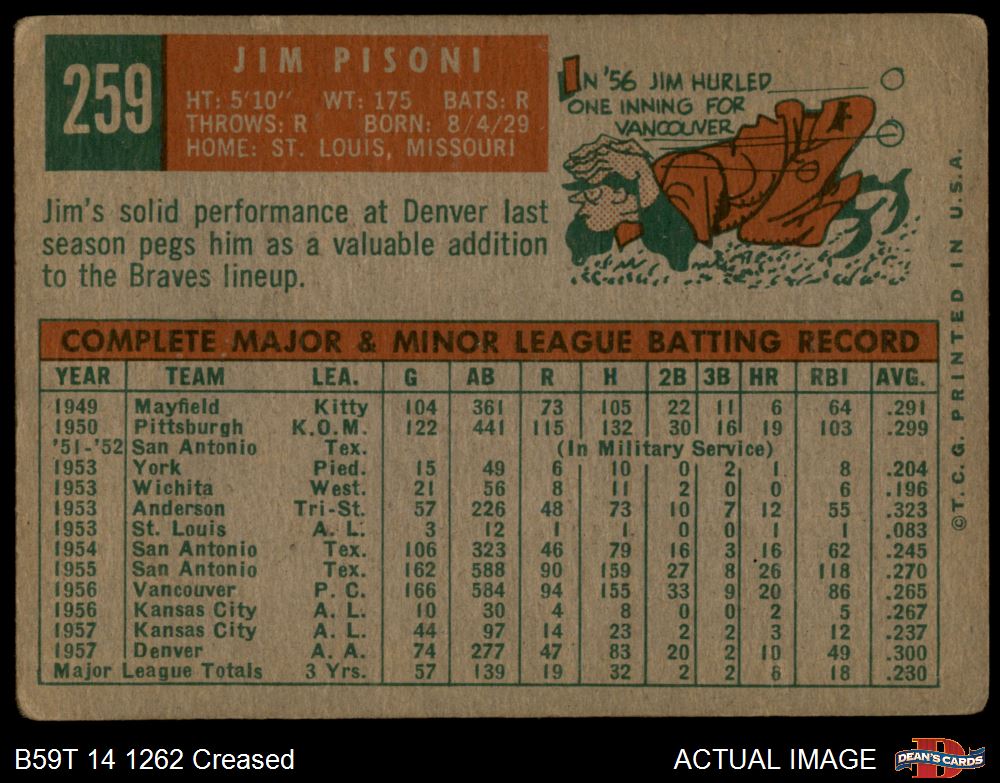 259
JIM PISONI
HT: 5'10" WT: 175 BATS: R
THROWS: R BORN: 8/4/29
HOME: ST. LOUIS, MISSOURI
IN '56 JIM HURLED
ONE INNING FOR
VANCOUVER
Jim's solid performance at Denver last
season pegs him as a valuable addition
to the Braves lineup.
COMPLETE MAJOR & MINOR LEAGUE BATTING RECORD
YEAR TEAM LEA. G AB R H 2B 3B HR RBI AVG.
1949 Mayfield Kitty 104 361 73 105 22 11 6 64 .291
1950 Pittsburgh K.O.M. 122 441 115 132 30 16 19 103 .299
'51-'52 San Antonio Tex. (In Military Service)
1953 York Pied. 15 49 6 10 0 2 1 8 .204
1953 Wichita West. 21 56 8 11 2 0 0 6 .196
1953 Anderson Tri-St. 57 226 48 73 10 7 12 55 .323
1953 St. Louis A. L. 3 12 1 1 0 0 1 1 .083
1954 San Antonio Tex. 106 323 46 79 16 3 16 62 .245
1955 San Antonio Tex. 162 588 90 159 27 8 26 118 .270
1956 Vancouver P. C. 166 584 94 155 33 9 20 86 .265
1956 Kansas City A. L. 10 30 4 8 0 0 2 5 .267
1957 Kansas City A. L. 44 97 14 23 2 2 3 12 .237
1957 Denver A. A. 74 277 47 83 20 2 10 49 .300
Major League Totals 3 Yrs. 57 139 19 32 2 2 6 18 .230
©T. C. G. PRINTED IN U.S.A.
B59T 14 1262 Creased
ACTUAL IMAGE
D
DEAN'S CARDS